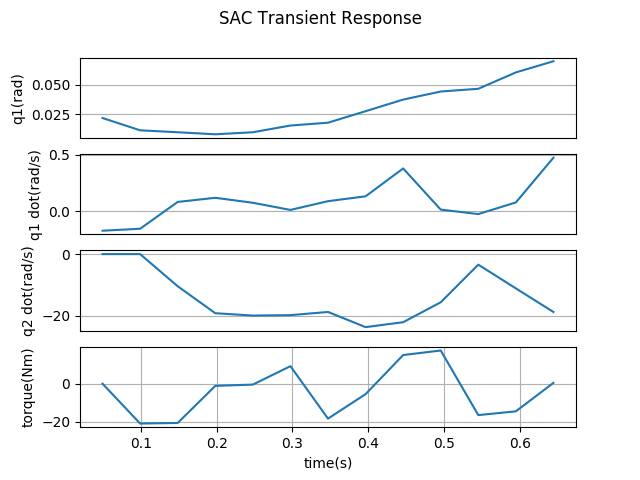 SAC Transient Response
q1(rad)
0.050
0.025
q1 dot(rad/s)
0.5
0.0
q2 dot(rad/s)
0
−20
torque(Nm)
0
−20
0.1 0.2 0.3 0.4 0.5 0.6
time(s)